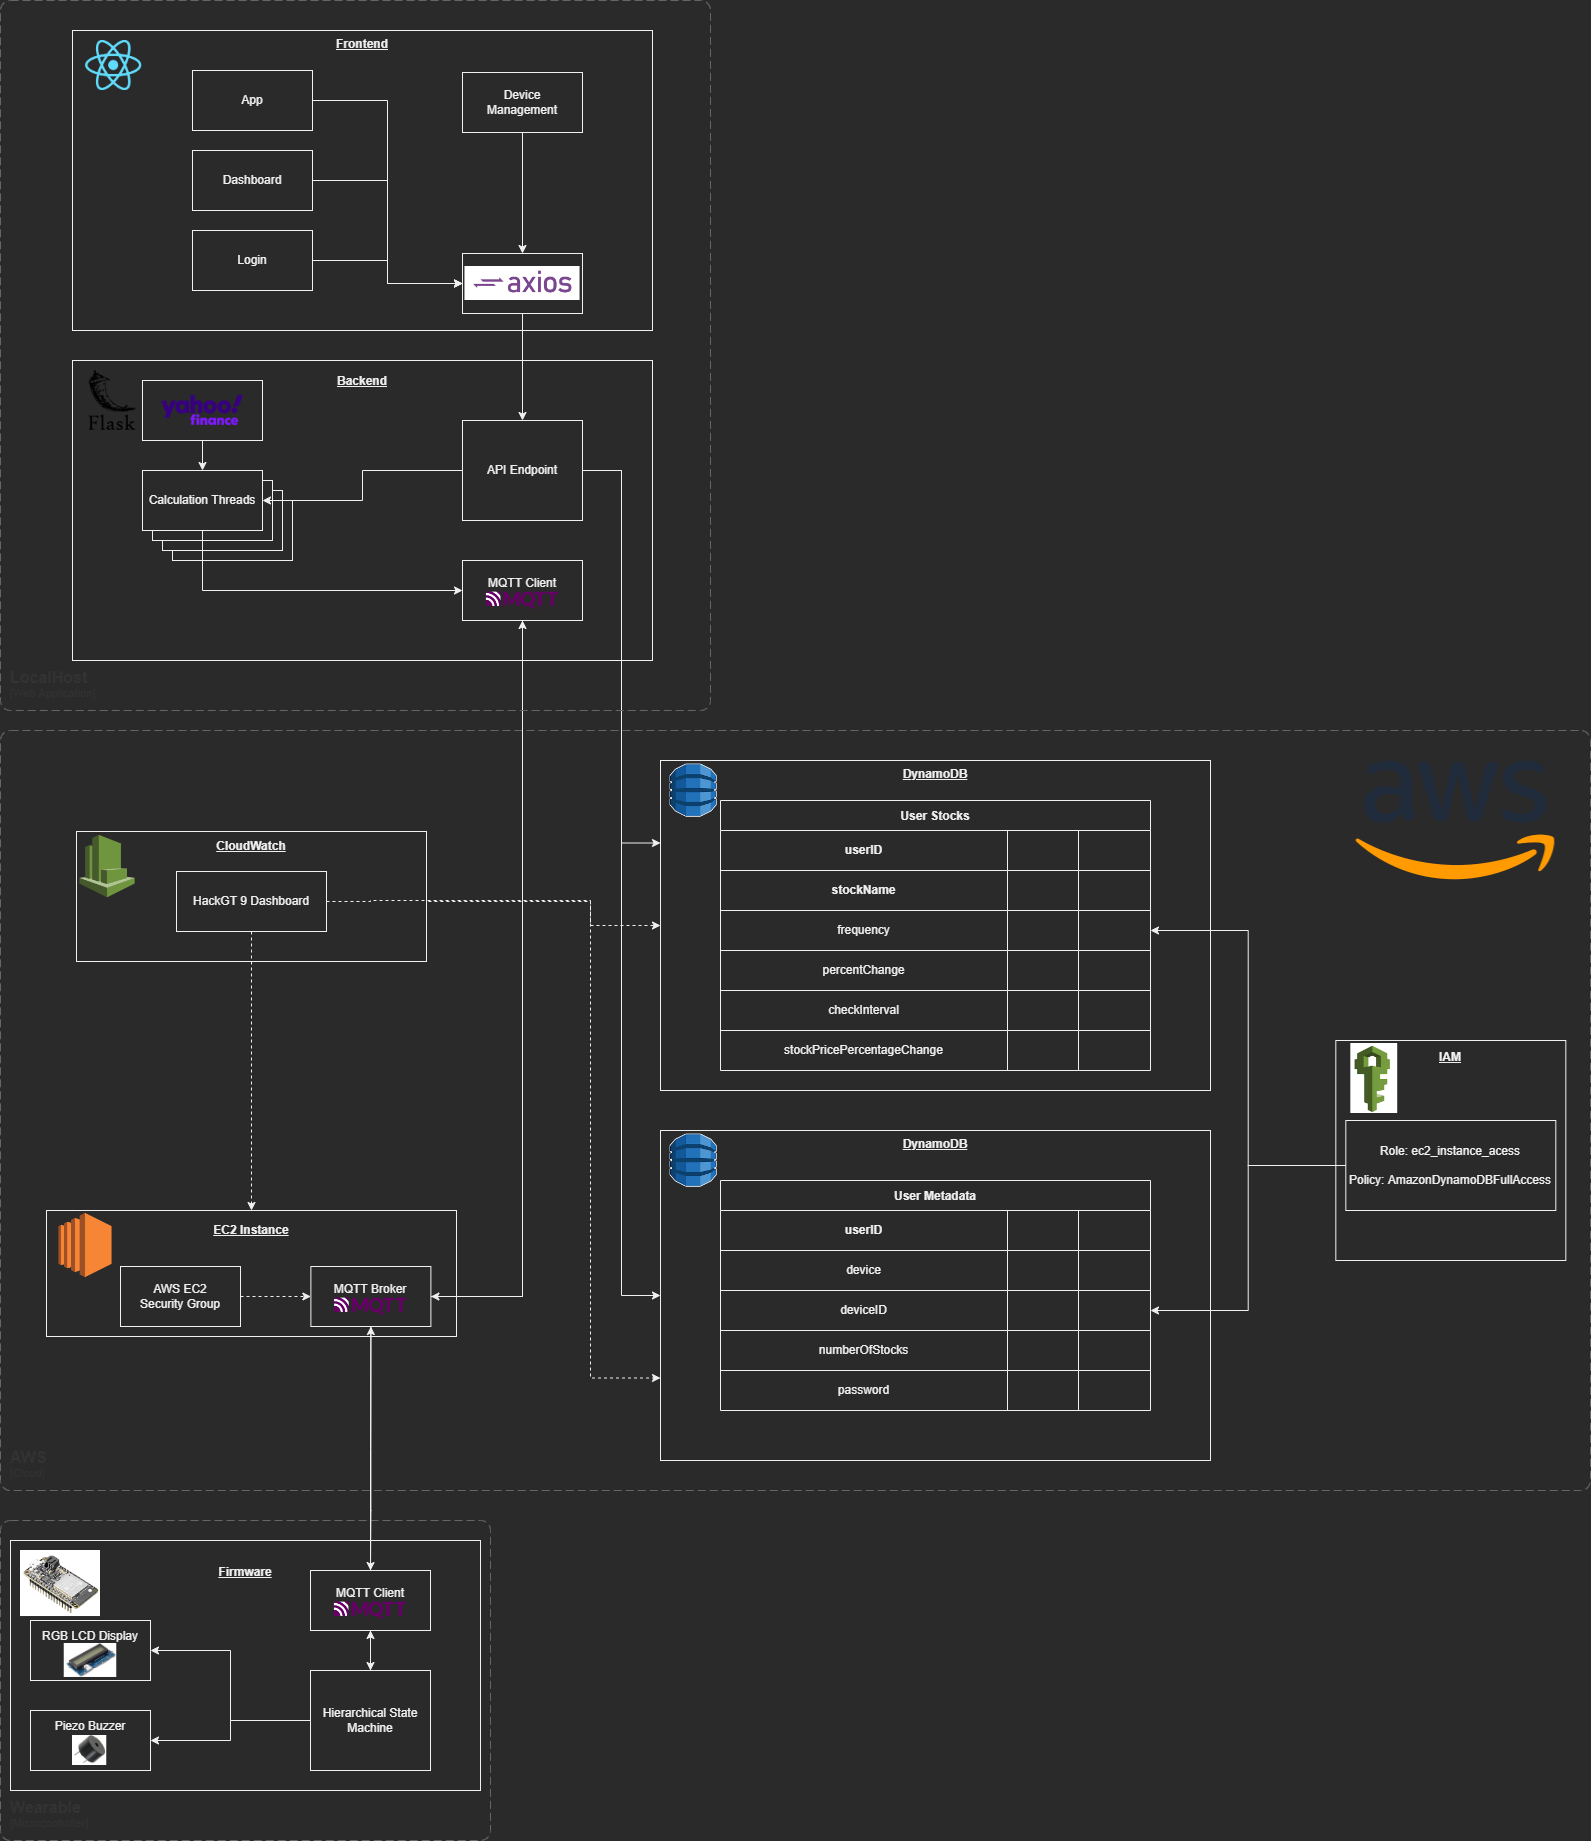 Frontend
App
Device
Management
Dashboard
Login
axios
Backend
Flask
yahoo!
finance
API Endpoint
Calculation Threads
MQTT Client
MQTT
LocalHost
[Web Application]
DynamoDB
aws
User Stocks
CloudWatch
userID
HackGT 9 Dashboard
stockName
frequency
percentChange
checkInterval
stockPricePercentageChange
IAM
Role: ec2_instance_acess
Policy: AmazonDynamoDBFullAccess
DynamoDB
User Metadata
EC2 Instance
userID
AWS EC2
Security Group
MQTT Broker
MQTT
device
deviceID
numberOfStocks
password
AWS
[Cloud]
Firmware
MQTT Client
MQTT
RGB LCD Display
Hierarchical State
Machine
Piezo Buzzer
Wearable
[Microcontroller]